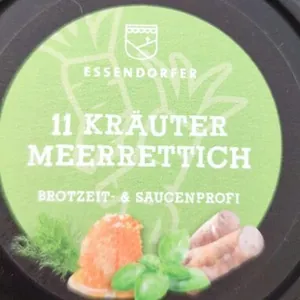 ESSENDORFER
11 KRÄUTER
MEERRETTICH
BROTZEIT- & SAUCENPROFI